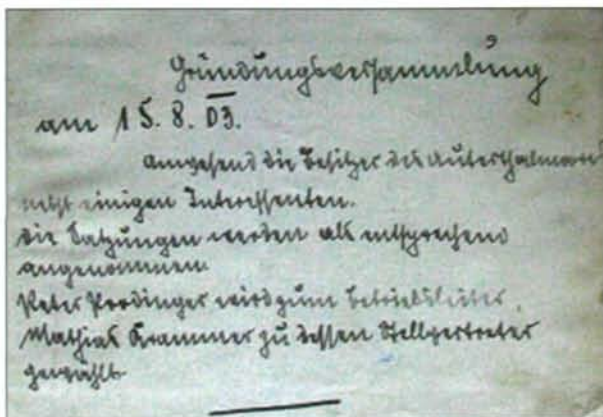 Gründungsversammlung
am 15. 8. 03.
anwesend die Besitzer des
nebst einigen Interessenten.
Die Satzungen werden als entsprechend
angenommen.
Peter Prodinger wird zum Betriebsleiter,
Mathias Krammer zu dessen Stellvertreter
gewählt.